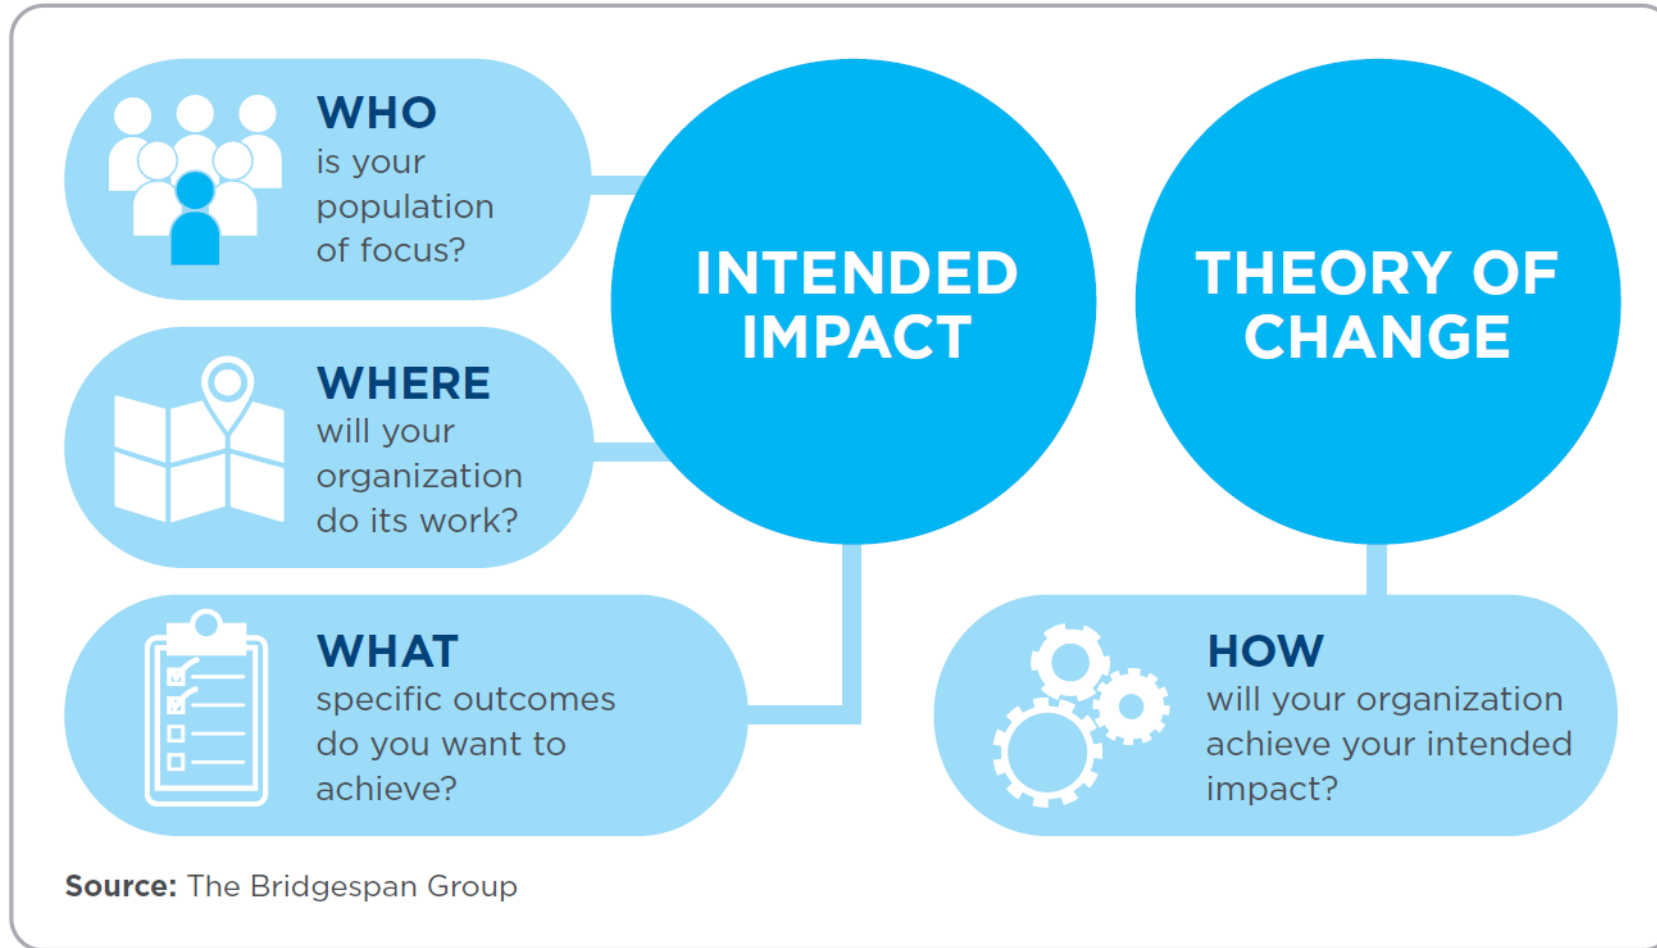 WHO
is your
population
of focus?
WHERE
will your
organization
do its work?
WHAT
specific outcomes
do you want to
achieve?
INTENDED
IMPACT
THEORY OF
CHANGE
HOW
will your organization
achieve your intended
impact?
Source: The Bridgespan Group